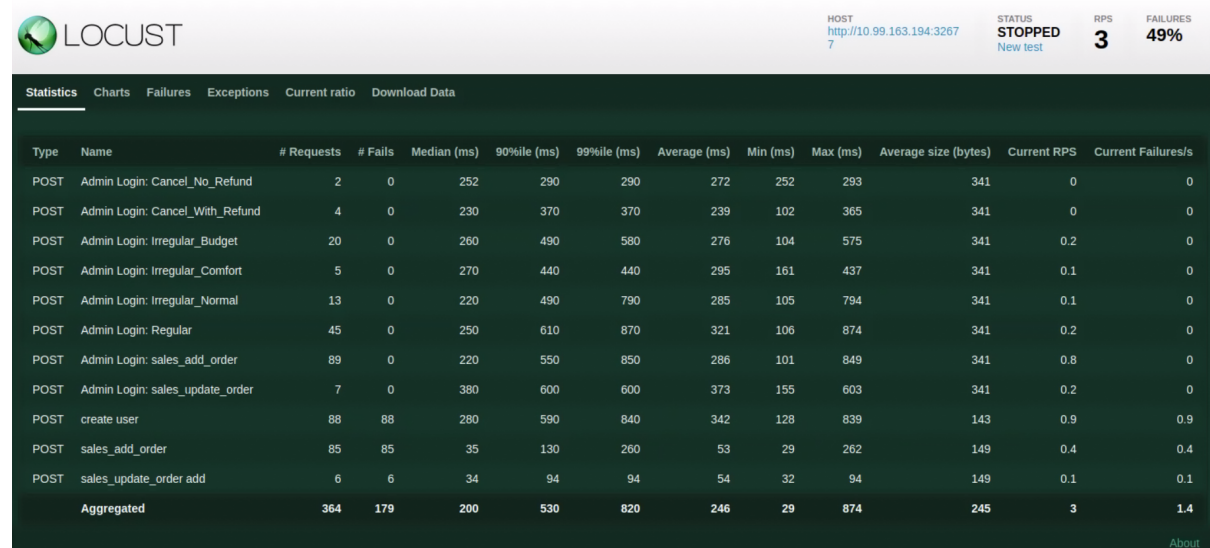 LOCUST
HOST
http://10.99.163.194:3267
7
STATUS
STOPPED
New test
RPS
3
FAILURES
49%
Statistics Charts Failures Exceptions Current ratio Download Data
Type Name # Requests # Fails Median (ms) 90%ile (ms) 99%ile (ms) Average (ms) Min (ms) Max (ms) Average size (bytes) Current RPS Current Failures/s
POST Admin Login: Cancel_No_Refund 2 0 252 290 290 272 252 293 341 0 0
POST Admin Login: Cancel_With_Refund 4 0 230 370 370 239 102 365 341 0 0
POST Admin Login: Irregular_Budget 20 0 260 490 580 276 104 575 341 0.2 0
POST Admin Login: Irregular_Comfort 5 0 270 440 440 295 161 437 341 0.1 0
POST Admin Login: Irregular_Normal 13 0 220 490 790 285 105 794 341 0.1 0
POST Admin Login: Regular 45 0 250 610 870 321 106 874 341 0.2 0
POST Admin Login: sales_add_order 89 0 220 550 850 286 101 849 341 0.8 0
POST Admin Login: sales_update_order 7 0 380 600 600 373 155 603 341 0.2 0
POST create user 88 88 280 590 840 342 128 839 143 0.9 0.9
POST sales_add_order 85 85 35 130 260 53 29 262 149 0.4 0.4
POST sales_update_order add 6 6 34 94 94 54 32 94 149 0.1 0.1
Aggregated 364 179 200 530 820 246 29 874 245 3 1.4
About